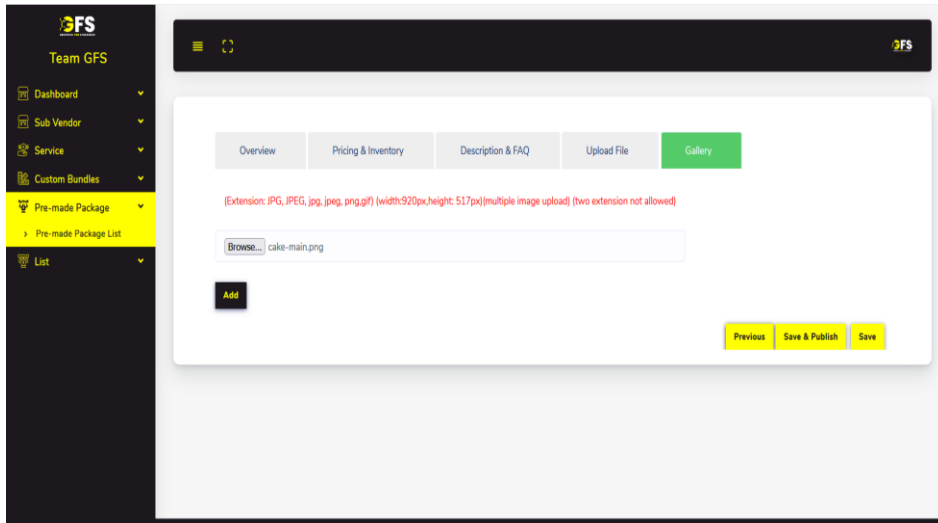 GFS
Team GFS
Dashboard
Sub Vendor
Service
Custom Bundles
Pre-made Package
Pre-made Package List
List
GFS
Overview
Pricing & Inventory
Description & FAQ
Upload File
Gallery
(Extension: JPG, JPEG, jpg, jpeg, png,gif) (width:920px,height: 517px)(multiple image upload) (two extension not allowed)
Browse... cake-main.png
Add
Previous
Save & Publish
Save